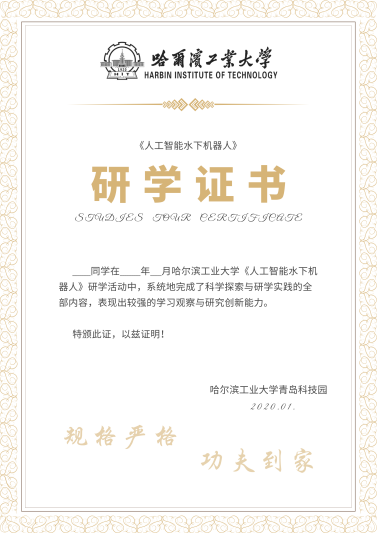 哈爾濱工業大學
HARBIN INSTITUTE OF TECHNOLOGY
HIT
《人工智能水下机器人》
研学证书
STUDIES TOUR CERTIFICATE
____同学在____年__月哈尔滨工业大学《人工智能水下机
器人》研学活动中，系统地完成了科学探索与研学实践的全
部内容，表现出较强的学习观察与研究创新能力。
特颁此证，以兹证明！
哈尔滨工业大学青岛科技园
2020.01.
规格严格
功夫到家